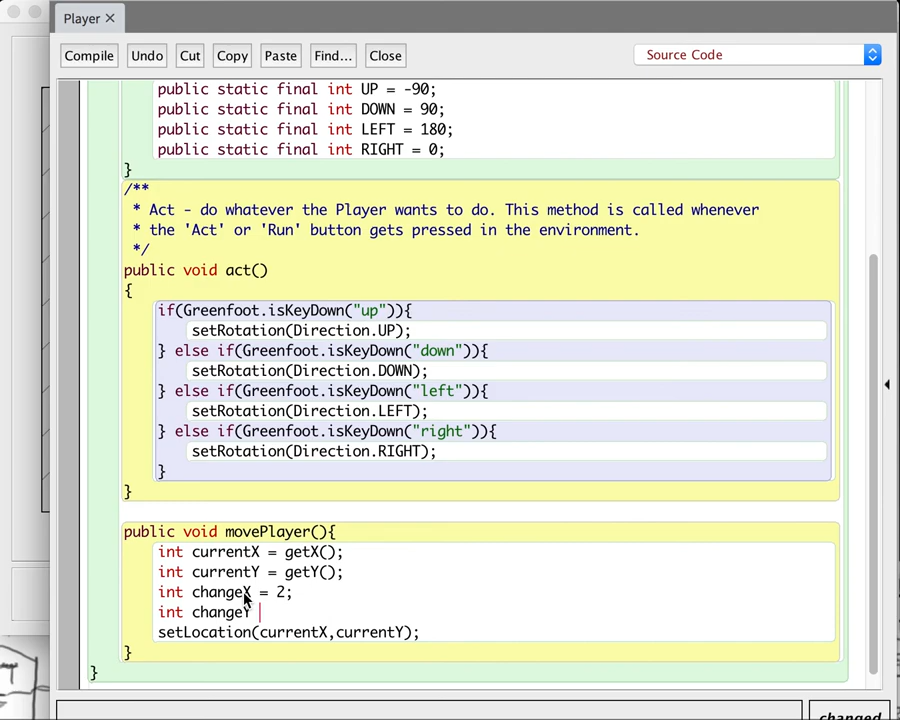 Player ×
Compile Undo Cut Copy Paste Find... Close Source Code
public static final int UP = -90;
public static final int DOWN = 90;
public static final int LEFT = 180;
public static final int RIGHT = 0;
}
/**
* Act - do whatever the Player wants to do. This method is called whenever
* the 'Act' or 'Run' button gets pressed in the environment.
*/
public void act()
{
if(Greenfoot.isKeyDown("up")){
setRotation(Direction.UP);
} else if(Greenfoot.isKeyDown("down")){
setRotation(Direction.DOWN);
} else if(Greenfoot.isKeyDown("left")){
setRotation(Direction.LEFT);
} else if(Greenfoot.isKeyDown("right")){
setRotation(Direction.RIGHT);
}
}
public void movePlayer(){
int currentX = getX();
int currentY = getY();
int changeX = 2;
int changeY
setLocation(currentX,currentY);
}
}
changed